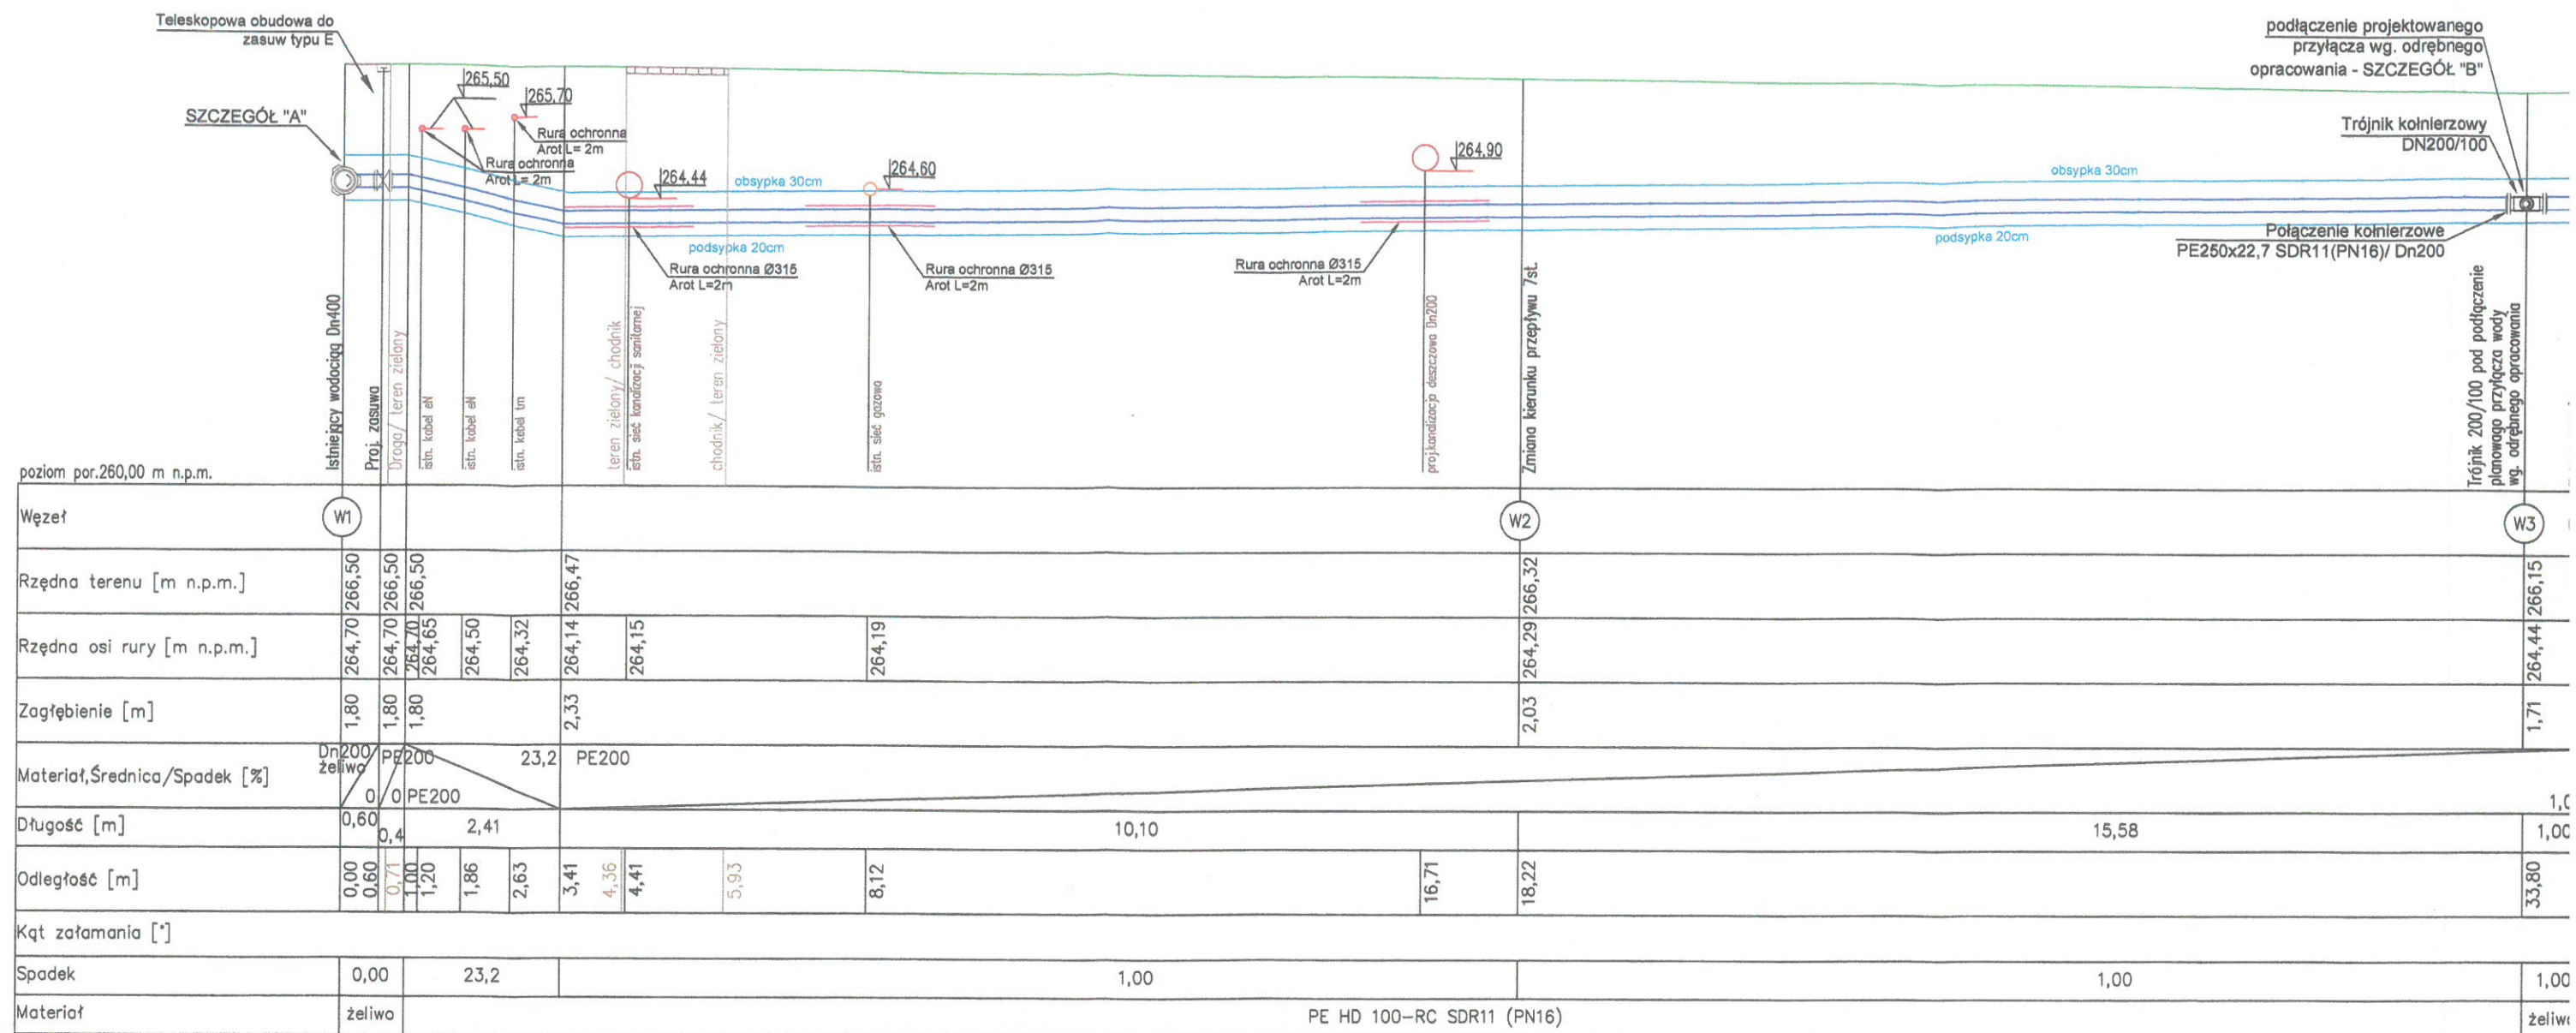 Teleskopowa obudowa do
zasuw typu E
SZCZEGÓŁ "A"
265,50
265,70
Rura ochronna
Arot L= 2m
Rura ochronna
Arot L= 2m
264,44
obsypka 30cm
264,60
264,90
podsypka 20cm
Rura ochronna Ø315
Arot L=2m
Rura ochronna Ø315
Arot L=2m
Rura ochronna Ø315
Arot L=2m
podłączenie projektowanego
przyłącza wg. odrębnego
opracowania - SZCZEGÓŁ "B"
Trójnik kołnierzowy
DN200/100
obsypka 30cm
podsypka 20cm
Połączenie kołnierzowe
PE250x22,7 SDR11(PN16)/ Dn200
Istniejący wodociąg Dn400
Proj. zasuwa
Droga/ teren zielony
istn. kabel eN
istn. kabel eN
istn. kebel tm
teren zielony/ chodnik
istn. sieć kanalizacji sanitarnej
chodnik/ teren zielony
istn. sieć gazowa
proj.kanalizacja deszczowa Dn200
Zmiana kierunku przepływu 7st.
Trójnik 200/100 pod podłączenie
planowago przyłącza wody
wg. odrębnego opracowania
poziom por.260,00 m n.p.m.
Węzeł W1 W2 W3
Rzędna terenu [m n.p.m.] 266,50 266,50 266,50 266,47 266,32 266,15
Rzędna osi rury [m n.p.m.] 264,70 264,70 264,70 264,65 264,50 264,32 264,14 264,15 264,19 264,29 264,44
Zagłębienie [m] 1,80 1,80 1,80 2,33 2,03 1,71
Materiał,Średnica/Spadek [%] Dn200 żeliwo 0 PE200 0 PE200 23,2 PE200
Długość [m] 0,60 0,4 2,41 10,10 15,58 1,00
Odległość [m] 0,00 0,60 0,71 1,00 1,20 1,86 2,63 3,41 4,36 4,41 5,93 8,12 16,71 18,22 33,80
Kąt załamania [°]
Spadek 0,00 23,2 1,00 1,00 1,00
Materiał żeliwo PE HD 100-RC SDR11 (PN16)